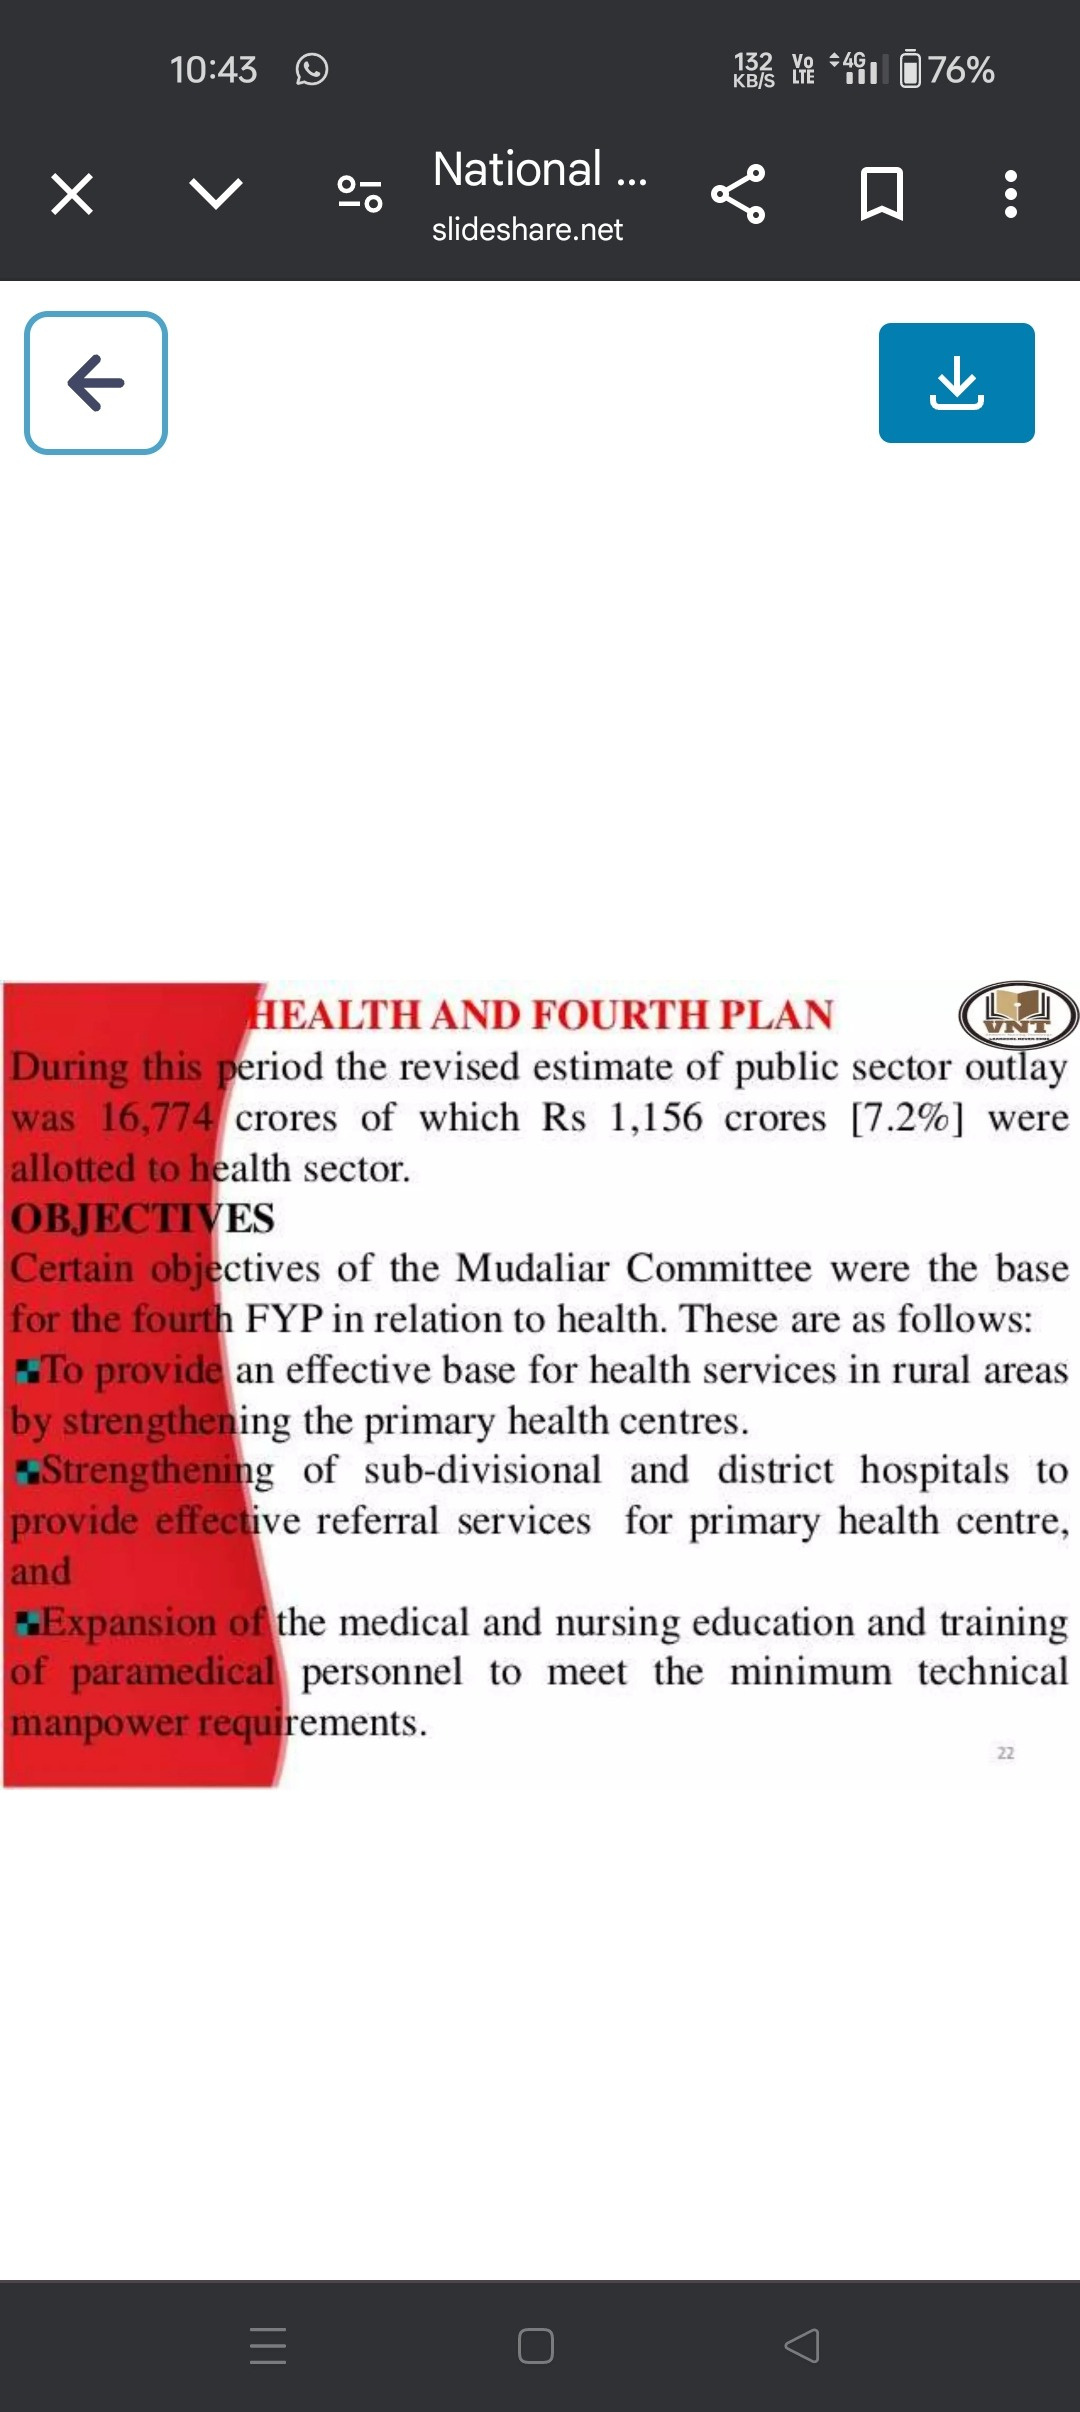 10:43
132
KB/S
Vo
LTE
4G
76%
National ...
slideshare.net
HEALTH AND FOURTH PLAN
VNT
During this period the revised estimate of public sector outlay
was 16,774 crores of which Rs 1,156 crores [7.2%] were
allotted to health sector.
OBJECTIVES
Certain objectives of the Mudaliar Committee were the base
for the fourth FYP in relation to health. These are as follows:
To provide an effective base for health services in rural areas
by strengthening the primary health centres.
Strengthening of sub-divisional and district hospitals to
provide effective referral services for primary health centre,
and
Expansion of the medical and nursing education and training
of paramedical personnel to meet the minimum technical
manpower requirements.
22